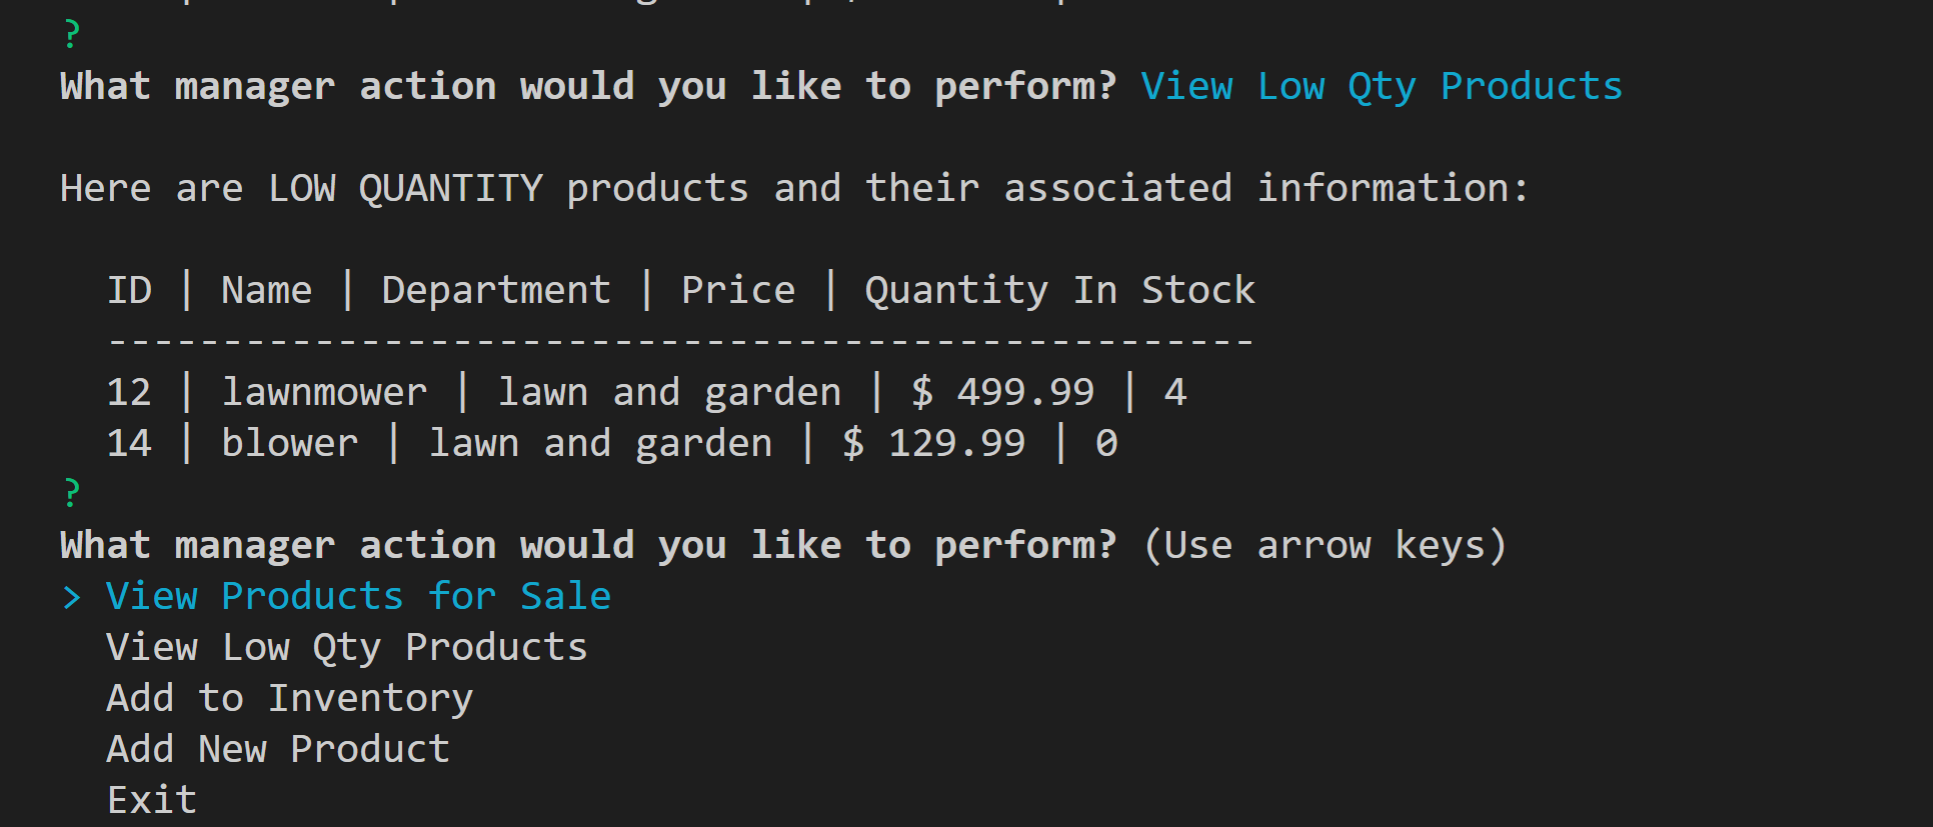 ?
What manager action would you like to perform? View Low Qty Products
Here are LOW QUANTITY products and their associated information:
ID | Name | Department | Price | Quantity In Stock
--------------------------------------------------
12 | lawnmower | lawn and garden | $ 499.99 | 4
14 | blower | lawn and garden | $ 129.99 | 0
?
What manager action would you like to perform? (Use arrow keys)
> View Products for Sale
View Low Qty Products
Add to Inventory
Add New Product
Exit